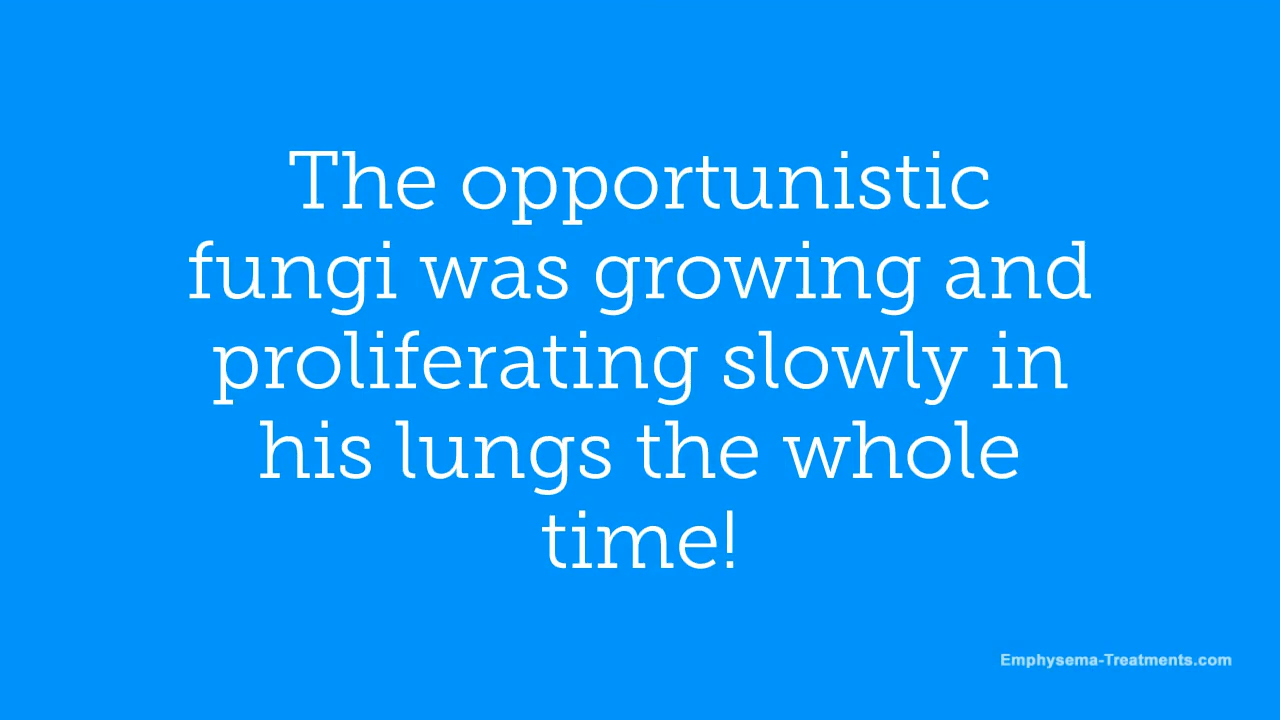 The opportunistic
fungi was growing and
proliferating slowly in
his lungs the whole
time!
Emphysema-Treatments.com